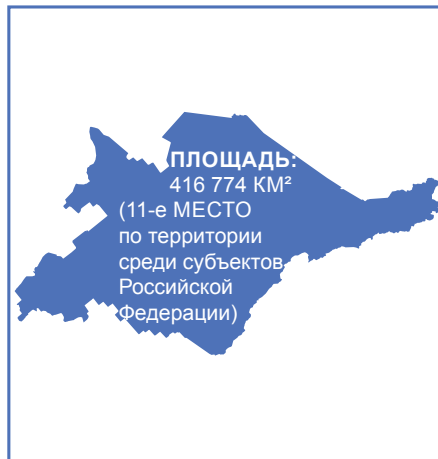 ПЛОЩАДЬ:
416 774 КМ²
(11-е МЕСТО
по территории
среди субъектов
Российской
Федерации)